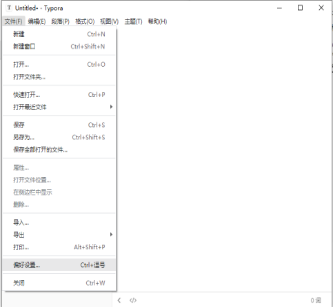 Untitled• - Typora
文件(F) 编辑(E) 段落(P) 格式(O) 视图(V) 主题(T) 帮助(H)
新建 Ctrl+N
新建窗口 Ctrl+Shift+N
打开... Ctrl+O
打开文件夹...
快速打开... Ctrl+P
打开最近文件
保存 Ctrl+S
另存为... Ctrl+Shift+S
保存全部打开的文件...
属性...
打开文件位置...
在侧边栏中显示
删除...
导入...
导出
打印... Alt+Shift+P
偏好设置... Ctrl+逗号
关闭 Ctrl+W